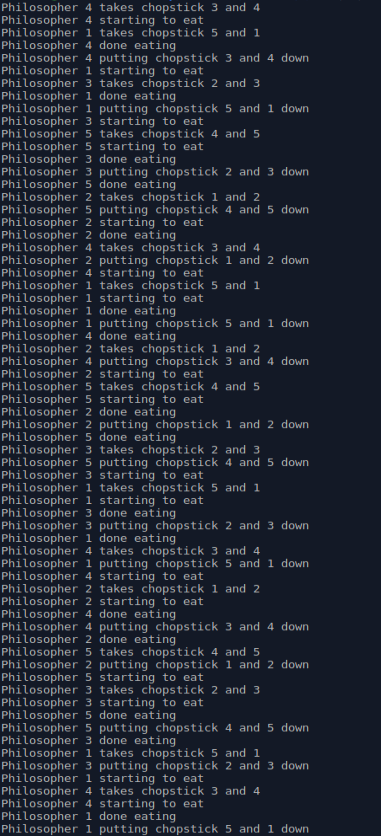 Philosopher 4 takes chopstick 3 and 4
Philosopher 4 starting to eat
Philosopher 1 takes chopstick 5 and 1
Philosopher 4 done eating
Philosopher 4 putting chopstick 3 and 4 down
Philosopher 1 starting to eat
Philosopher 3 takes chopstick 2 and 3
Philosopher 1 done eating
Philosopher 1 putting chopstick 5 and 1 down
Philosopher 3 starting to eat
Philosopher 5 takes chopstick 4 and 5
Philosopher 5 starting to eat
Philosopher 3 done eating
Philosopher 3 putting chopstick 2 and 3 down
Philosopher 5 done eating
Philosopher 2 takes chopstick 1 and 2
Philosopher 5 putting chopstick 4 and 5 down
Philosopher 2 starting to eat
Philosopher 2 done eating
Philosopher 4 takes chopstick 3 and 4
Philosopher 2 putting chopstick 1 and 2 down
Philosopher 4 starting to eat
Philosopher 1 takes chopstick 5 and 1
Philosopher 1 starting to eat
Philosopher 1 done eating
Philosopher 1 putting chopstick 5 and 1 down
Philosopher 4 done eating
Philosopher 2 takes chopstick 1 and 2
Philosopher 4 putting chopstick 3 and 4 down
Philosopher 2 starting to eat
Philosopher 5 takes chopstick 4 and 5
Philosopher 5 starting to eat
Philosopher 2 done eating
Philosopher 2 putting chopstick 1 and 2 down
Philosopher 5 done eating
Philosopher 3 takes chopstick 2 and 3
Philosopher 5 putting chopstick 4 and 5 down
Philosopher 3 starting to eat
Philosopher 1 takes chopstick 5 and 1
Philosopher 1 starting to eat
Philosopher 3 done eating
Philosopher 3 putting chopstick 2 and 3 down
Philosopher 1 done eating
Philosopher 4 takes chopstick 3 and 4
Philosopher 1 putting chopstick 5 and 1 down
Philosopher 4 starting to eat
Philosopher 2 takes chopstick 1 and 2
Philosopher 2 starting to eat
Philosopher 4 done eating
Philosopher 4 putting chopstick 3 and 4 down
Philosopher 2 done eating
Philosopher 5 takes chopstick 4 and 5
Philosopher 2 putting chopstick 1 and 2 down
Philosopher 5 starting to eat
Philosopher 3 takes chopstick 2 and 3
Philosopher 3 starting to eat
Philosopher 5 done eating
Philosopher 5 putting chopstick 4 and 5 down
Philosopher 3 done eating
Philosopher 1 takes chopstick 5 and 1
Philosopher 3 putting chopstick 2 and 3 down
Philosopher 1 starting to eat
Philosopher 4 takes chopstick 3 and 4
Philosopher 4 starting to eat
Philosopher 1 done eating
Philosopher 1 putting chopstick 5 and 1 down